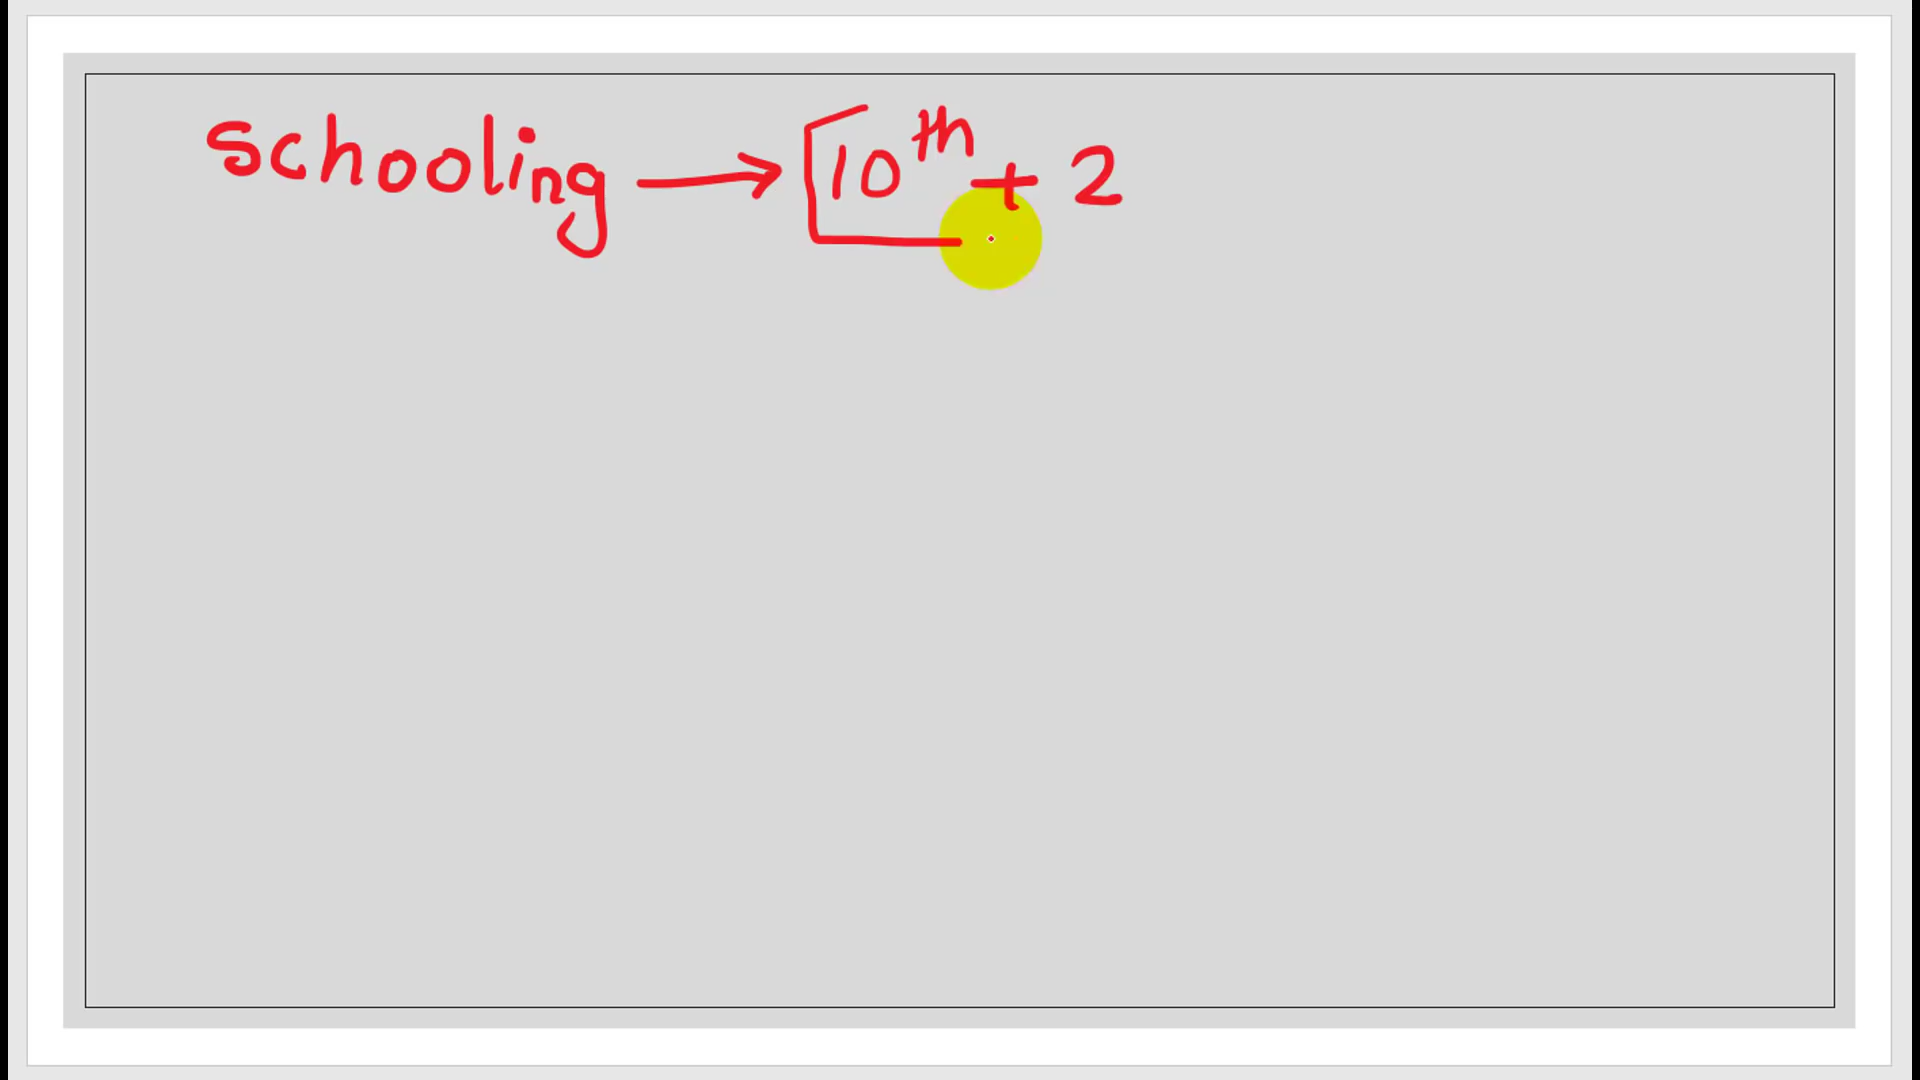 schooling → 10th + 2